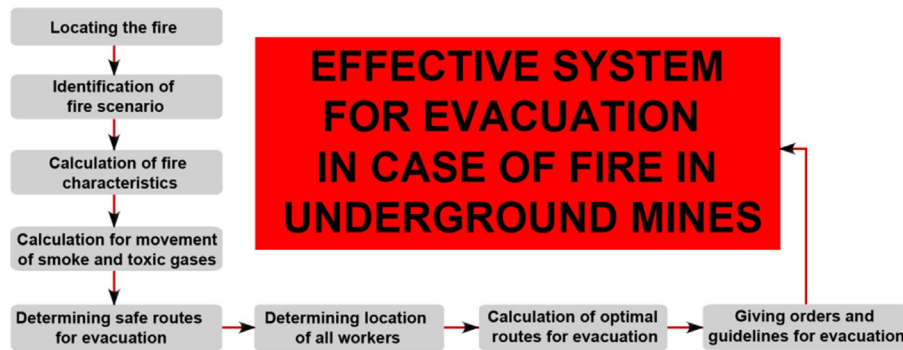 Locating the fire
Identification of
fire scenario
Calculation of fire
characteristics
Calculation for movement
of smoke and toxic gases
Determining safe routes
for evacuation
Determining location
of all workers
Calculation of optimal
routes for evacuation
Giving orders and
guidelines for evacuation
EFFECTIVE SYSTEM
FOR EVACUATION
IN CASE OF FIRE IN
UNDERGROUND MINES